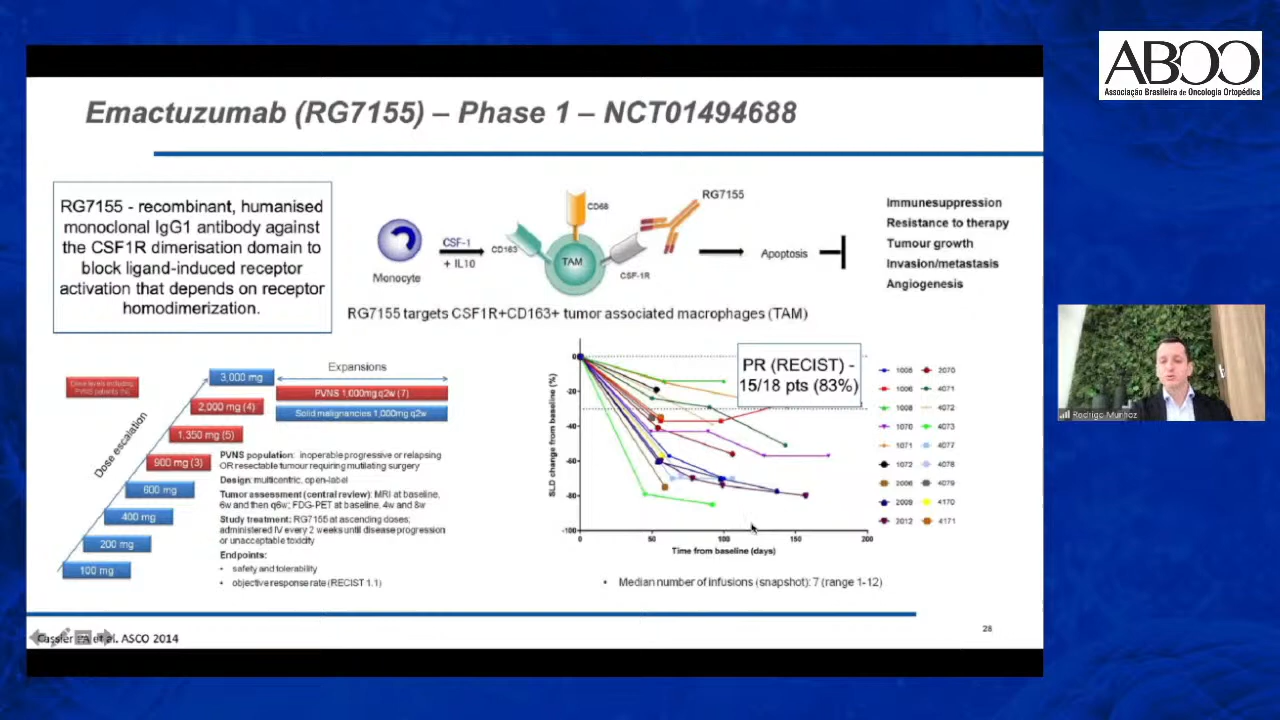 ABOO
Associação Brasileira de Oncologia Ortopédica
Emactuzumab (RG7155) – Phase 1 – NCT01494688
RG7155 - recombinant, humanised
monoclonal IgG1 antibody against
the CSF1R dimerisation domain to
block ligand-induced receptor
activation that depends on receptor
homodimerization.
Monocyte
CSF-1
+ IL10
CD163
CD68
TAM
CSF-1R
RG7155
Apoptosis
Immunesuppression
Resistance to therapy
Tumour growth
Invasion/metastasis
Angiogenesis
RG7155 targets CSF1R+CD163+ tumor associated macrophages (TAM)
Dose levels including
PVNS patients
Dose escalation
3,000 mg
2,000 mg (4)
1,350 mg (5)
900 mg (3)
600 mg
400 mg
200 mg
100 mg
Expansions
PVNS 1,000mg q2w (7)
Solid malignancies 1,000mg q2w
PVNS population: inoperable progressive or relapsing
OR resectable tumour requiring mutilating surgery
Design: multicentric, open-label
Tumor assessment (central review): MRI at baseline,
6w and then q6w; FDG-PET at baseline, 4w and 8w
Study treatment: RG7155 at ascending doses;
administered IV every 2 weeks until disease progression
or unacceptable toxicity
Endpoints:
• safety and tolerability
• objective response rate (RECIST 1.1)
PR (RECIST) -
15/18 pts (83%)
SLD change from baseline (%)
0
-20
-40
-60
-80
-100
0 50 100 150 200
Time from baseline (days)
1006 2070
1008 4072
1070 4073
1071 4077
1072 4078
2009 4170
2012 4171
• Median number of infusions (snapshot): 7 (range 1-12)
28
Cassier PA et al. ASCO 2014
Rodrigo Munhoz